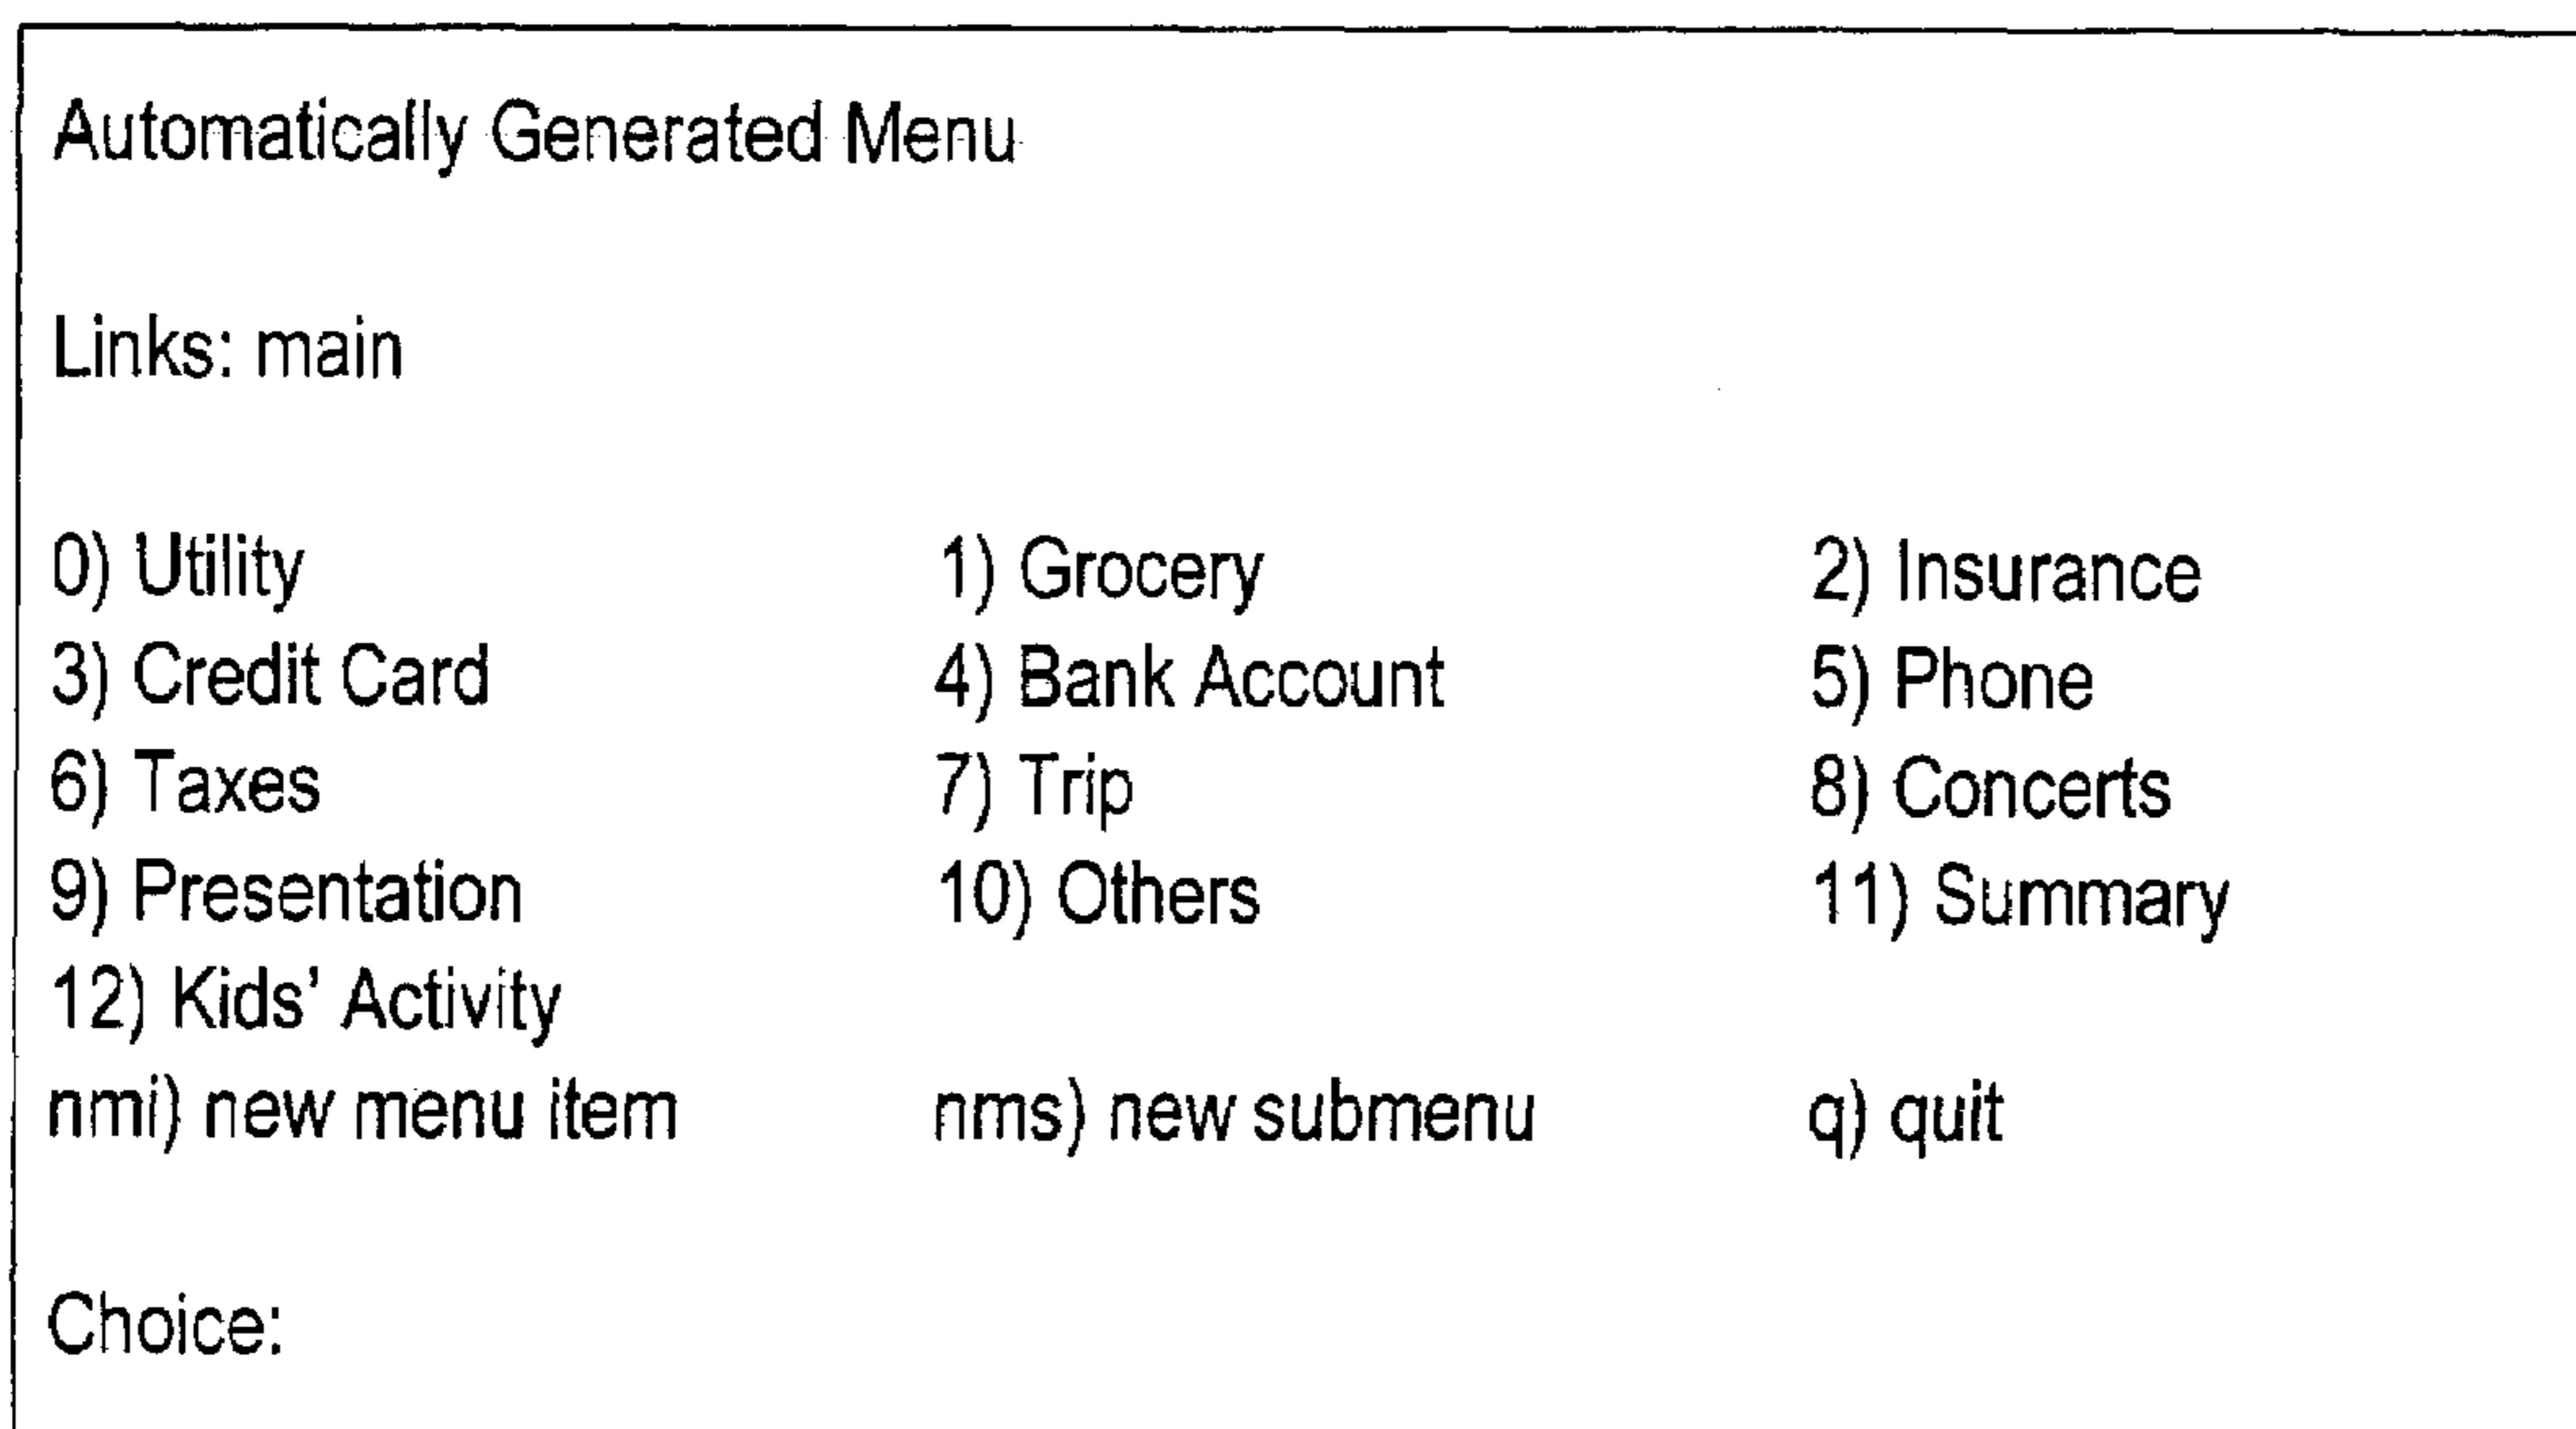 Automatically Generated Menu
Links: main
0) Utility 1) Grocery 2) Insurance
3) Credit Card 4) Bank Account 5) Phone
6) Taxes 7) Trip 8) Concerts
9) Presentation 10) Others 11) Summary
12) Kids' Activity
nmi) new menu item nms) new submenu q) quit
Choice: